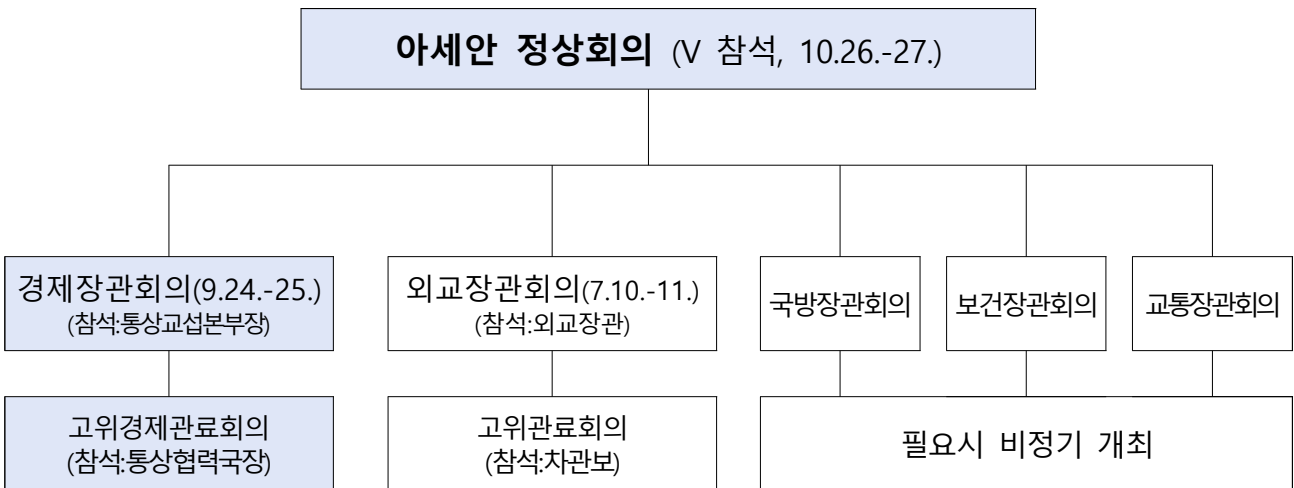 아세안 정상회의 (V 참석, 10.26.-27.)
경제장관회의(9.24.-25.)
(참석:통상교섭본부장)
외교장관회의(7.10.-11.)
(참석:외교장관)
국방장관회의
보건장관회의
교통장관회의
고위경제관료회의
(참석:통상협력국장)
고위관료회의
(참석:차관보)
필요시 비정기 개최